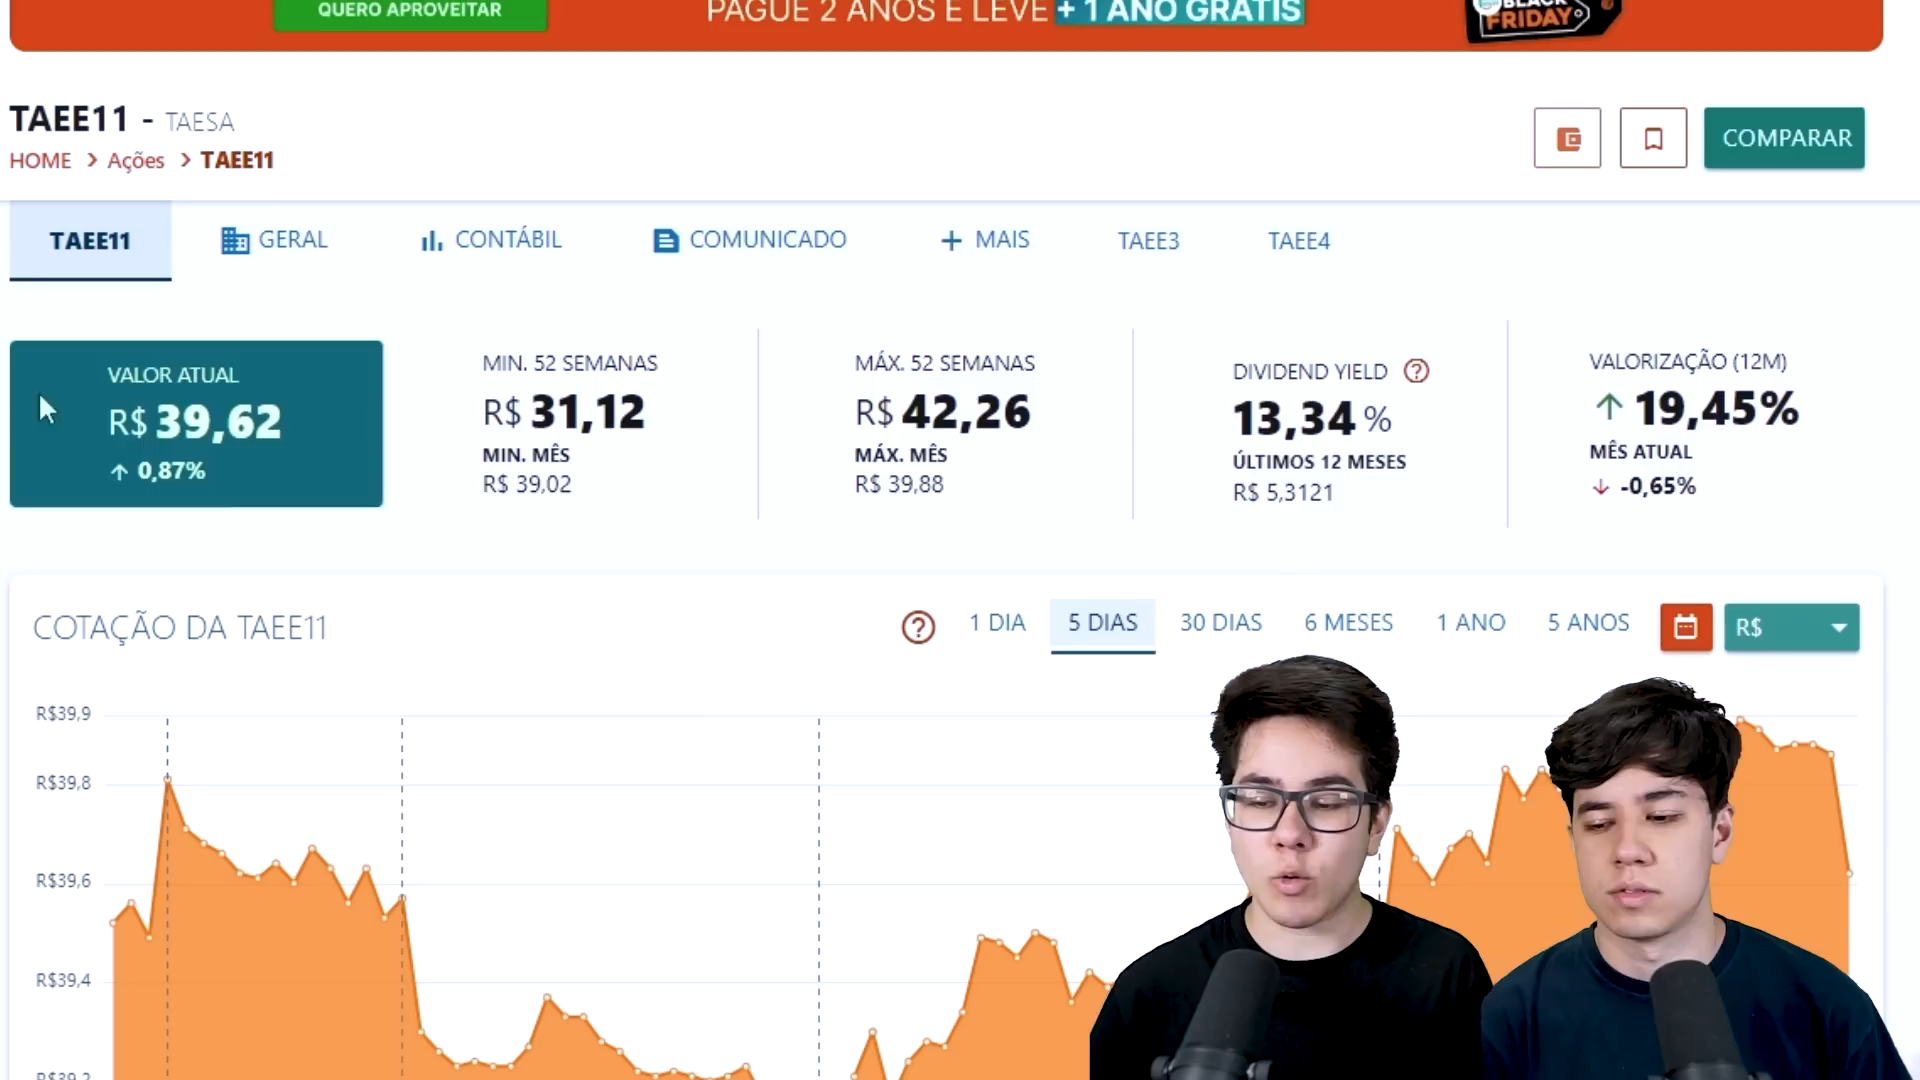 QUERO APROVEITAR
PAGUE 2 ANOS E LEVE + 1 ANO GRÁTIS
BLACK
FRIDAY
TAEE11 - TAESA
HOME > Ações > TAEE11
COMPARAR
TAEE11
GERAL
CONTÁBIL
COMUNICADO
+ MAIS
TAEE3
TAEE4
VALOR ATUAL
R$ 39,62
↑ 0,87%
MIN. 52 SEMANAS
R$ 31,12
MIN. MÊS
R$ 39,02
MÁX. 52 SEMANAS
R$ 42,26
MÁX. MÊS
R$ 39,88
DIVIDEND YIELD ?
13,34 %
ÚLTIMOS 12 MESES
R$ 5,3121
VALORIZAÇÃO (12M)
↑ 19,45%
MÊS ATUAL
↓ -0,65%
COTAÇÃO DA TAEE11
?
1 DIA
5 DIAS
30 DIAS
6 MESES
1 ANO
5 ANOS
R$
R$39,9
R$39,8
R$39,6
R$39,4
R$39,2